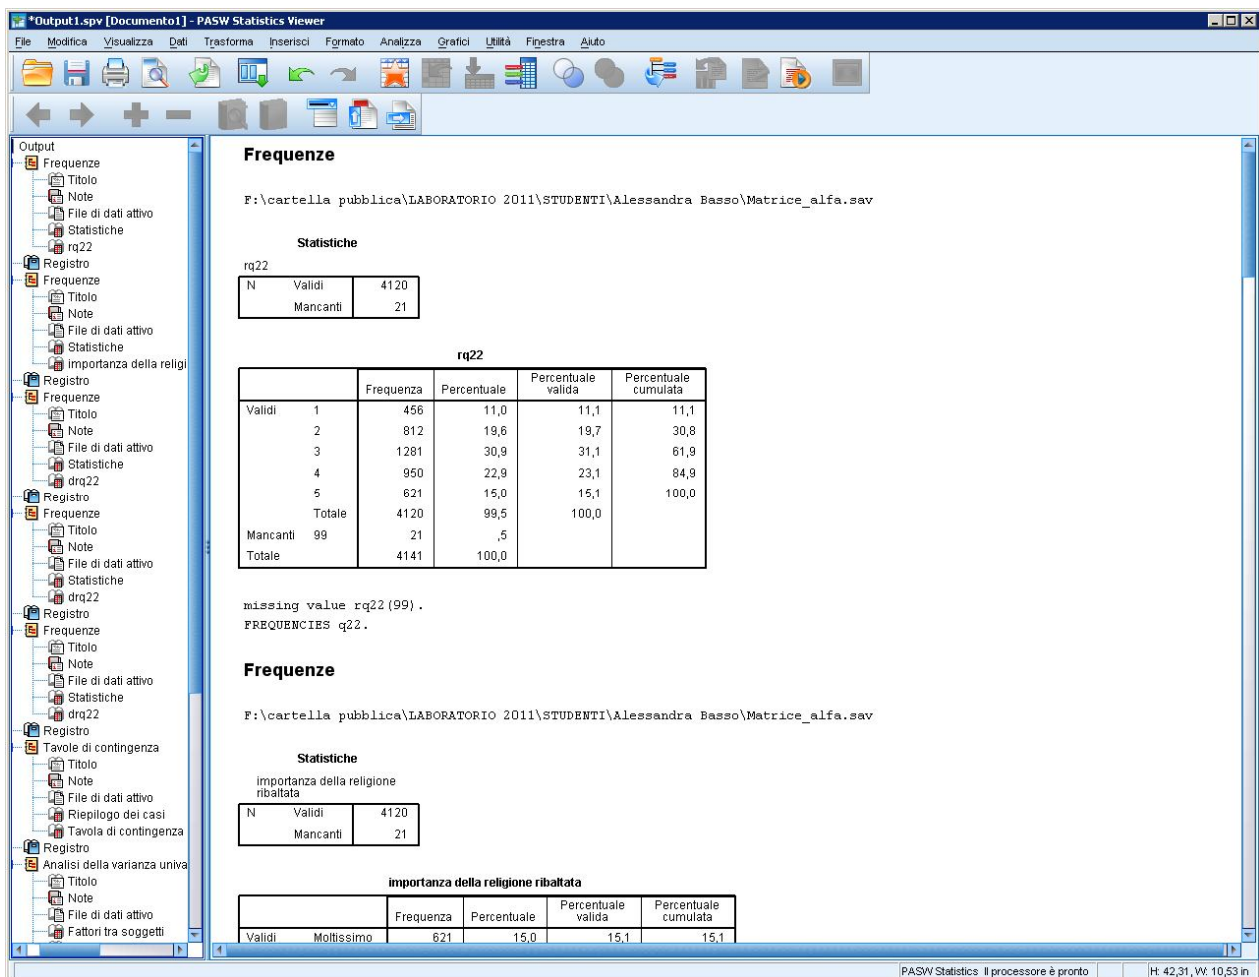 *Output1.spv [Documento1] - PASW Statistics Viewer
File Modifica Visualizza Dati Trasforma Inserisci Formato Analizza Grafici Utilità Finestra Aiuto
Output
Frequenze
Titolo
Note
File di dati attivo
Statistiche
rq22
Registro
Frequenze
Titolo
Note
File di dati attivo
Statistiche
importanza della religi
Registro
Frequenze
Titolo
Note
File di dati attivo
Statistiche
drq22
Registro
Frequenze
Titolo
Note
File di dati attivo
Statistiche
drq22
Registro
Frequenze
Titolo
Note
File di dati attivo
Statistiche
drq22
Registro
Tavole di contingenza
Titolo
Note
File di dati attivo
Riepilogo dei casi
Tavola di contingenza
Registro
Analisi della varianza univa
Titolo
Note
File di dati attivo
Fattori tra soggetti
Frequenze
F:\cartella pubblica\LABORATORIO 2011\STUDENTI\Alessandra Basso\Matrice_alfa.sav
Statistiche
rq22
N Validi 4120
Mancanti 21
rq22
Frequenza Percentuale Percentuale valida Percentuale cumulata
Validi 1 456 11,0 11,1 11,1
2 812 19,6 19,7 30,8
3 1281 30,9 31,1 61,9
4 950 22,9 23,1 84,9
5 621 15,0 15,1 100,0
Totale 4120 99,5 100,0
Mancanti 99 21 ,5
Totale 4141 100,0
missing value rq22(99).
FREQUENCIES q22.
Frequenze
F:\cartella pubblica\LABORATORIO 2011\STUDENTI\Alessandra Basso\Matrice_alfa.sav
Statistiche
importanza della religione
ribaltata
N Validi 4120
Mancanti 21
importanza della religione ribaltata
Frequenza Percentuale Percentuale valida Percentuale cumulata
Validi Moltissimo 621 15,0 15,1 15,1
PASW Statistics Il processore è pronto H: 42,31, W: 10,53 in